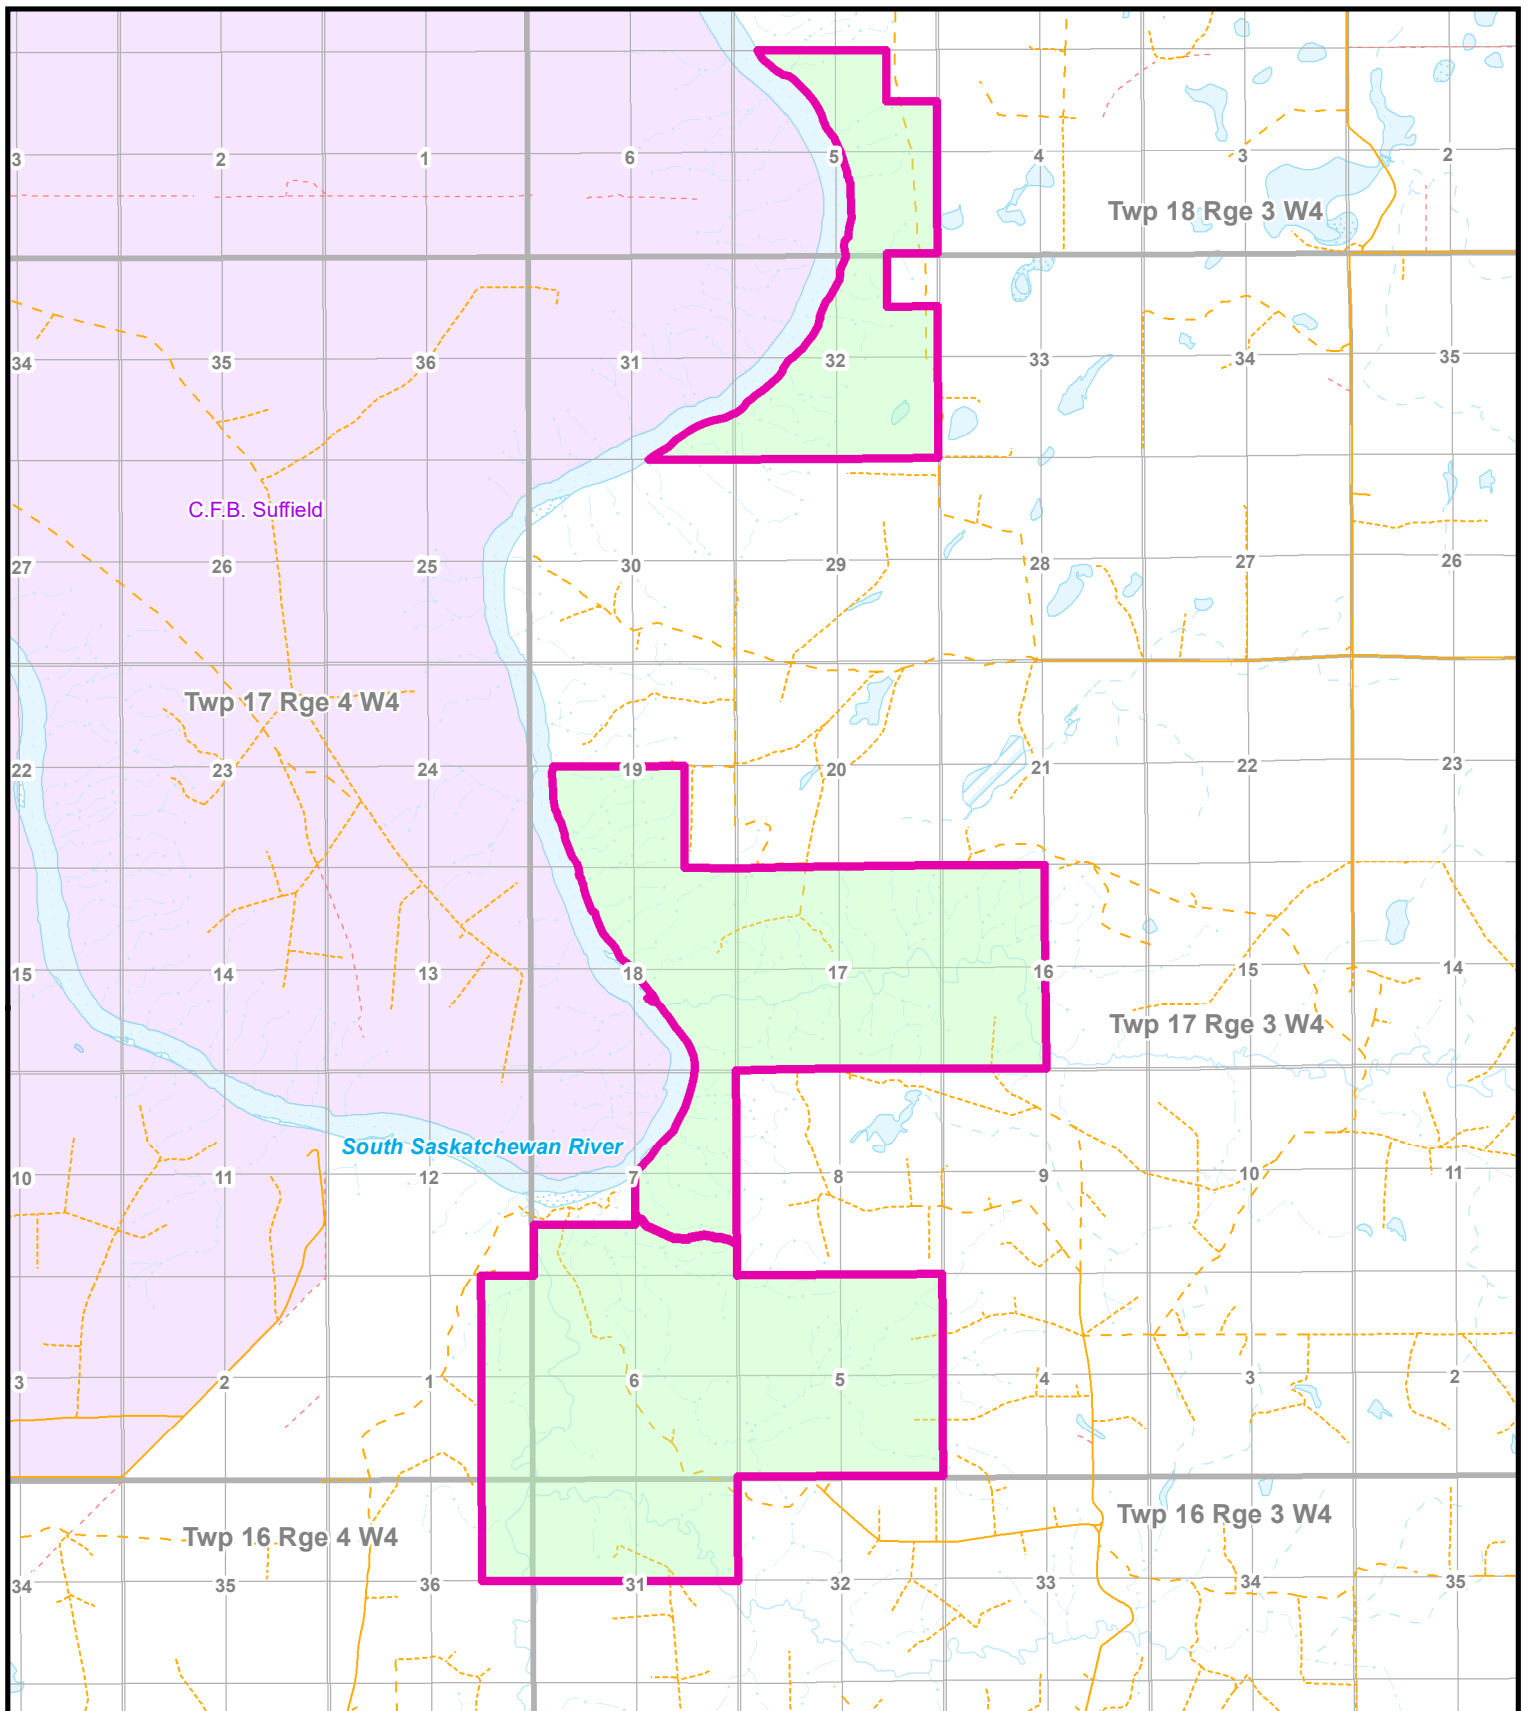 3 2 1 6 5 4 3 2
Twp 18 Rge 3 W4
34 35 36 31 32 33 34 35
C.F.B. Suffield
27 26 25 30 29 28 27 26
Twp 17 Rge 4 W4
22 23 24 19 20 21 22 23
15 14 13 18 17 16 15 14
Twp 17 Rge 3 W4
South Saskatchewan River
10 11 12 7 8 9 10 11
3 2 1 6 5 4 3 2
Twp 16 Rge 4 W4
Twp 16 Rge 3 W4
34 35 36 31 32 33 34 35